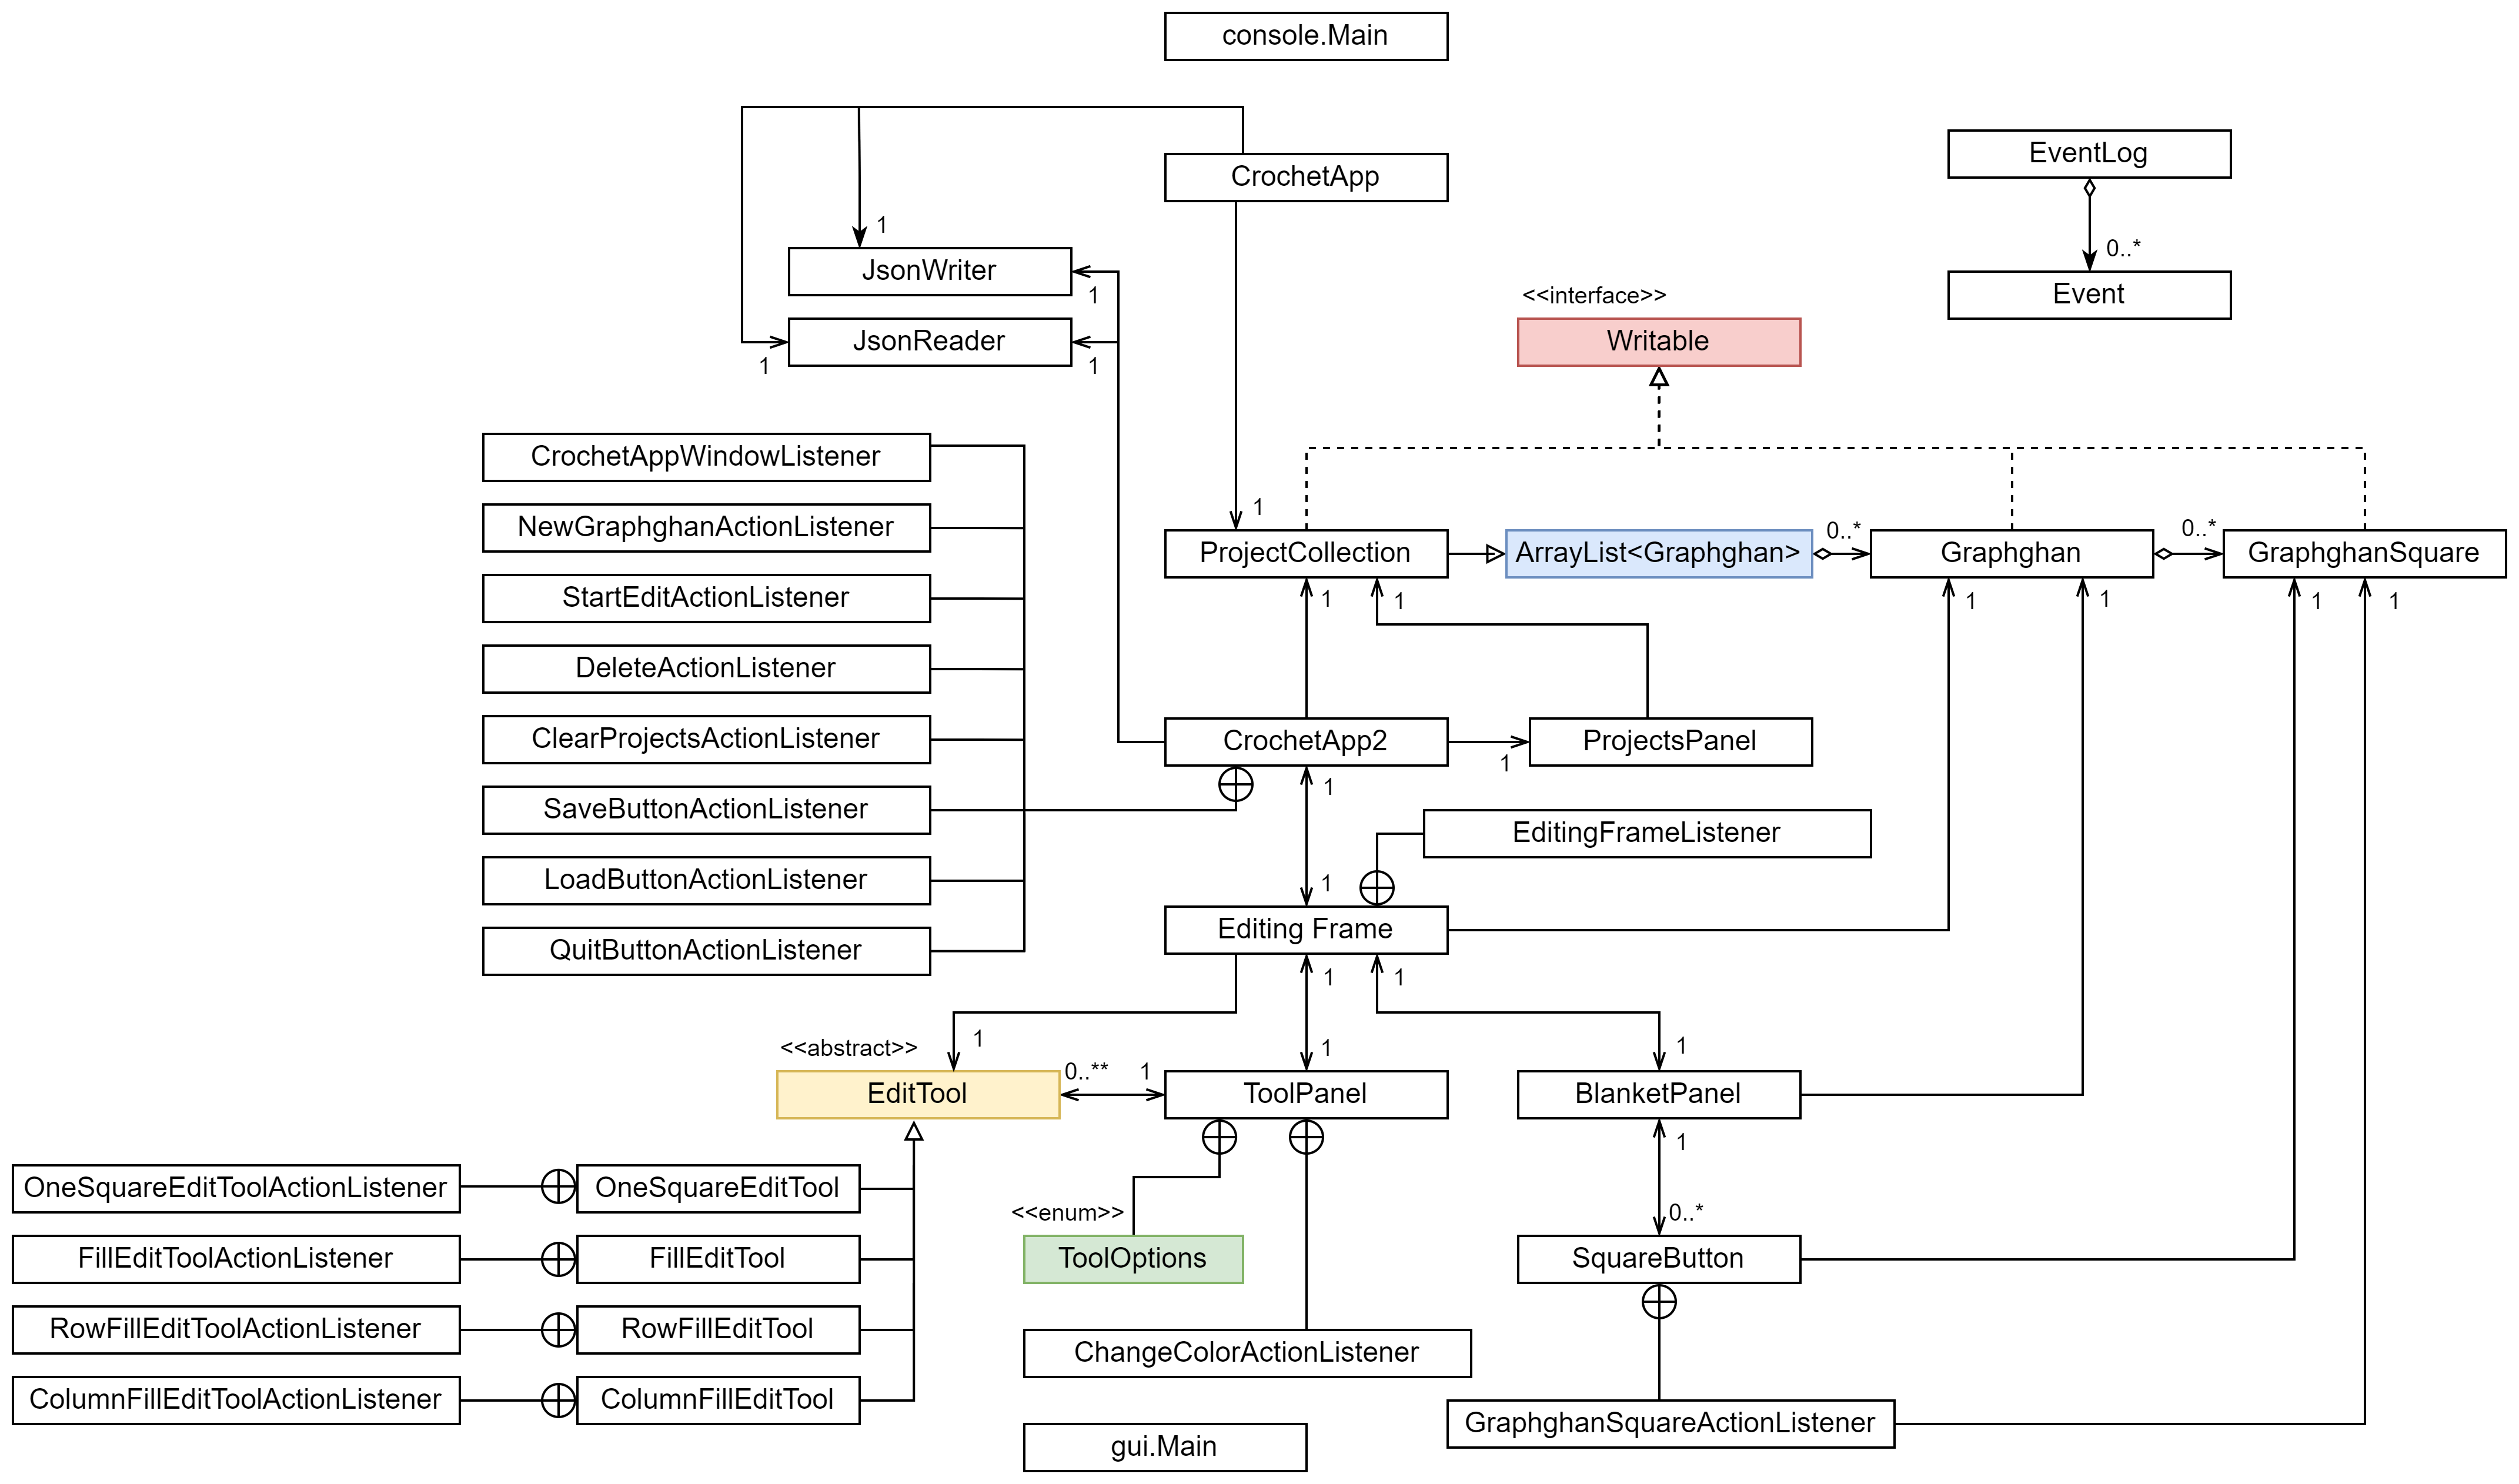 console.Main
CrochetApp
EventLog
1
JsonWriter
1
0..*
Event
<<interface>>
JsonReader
1
1
Writable
CrochetAppWindowListener
NewGraphghanActionListener
1
ProjectCollection
ArrayList<Graphghan>
0..*
Graphghan
0..*
GraphghanSquare
StartEditActionListener
1
1
1
1
1
1
DeleteActionListener
ClearProjectsActionListener
CrochetApp2
1
ProjectsPanel
1
SaveButtonActionListener
EditingFrameListener
LoadButtonActionListener
1
QuitButtonActionListener
Editing Frame
1
1
<<abstract>>
1
1
1
EditTool
0..**
1
ToolPanel
BlanketPanel
1
OneSquareEditToolActionListener
OneSquareEditTool
<<enum>>
0..*
FillEditToolActionListener
FillEditTool
ToolOptions
SquareButton
RowFillEditToolActionListener
RowFillEditTool
ChangeColorActionListener
ColumnFillEditToolActionListener
ColumnFillEditTool
GraphghanSquareActionListener
gui.Main